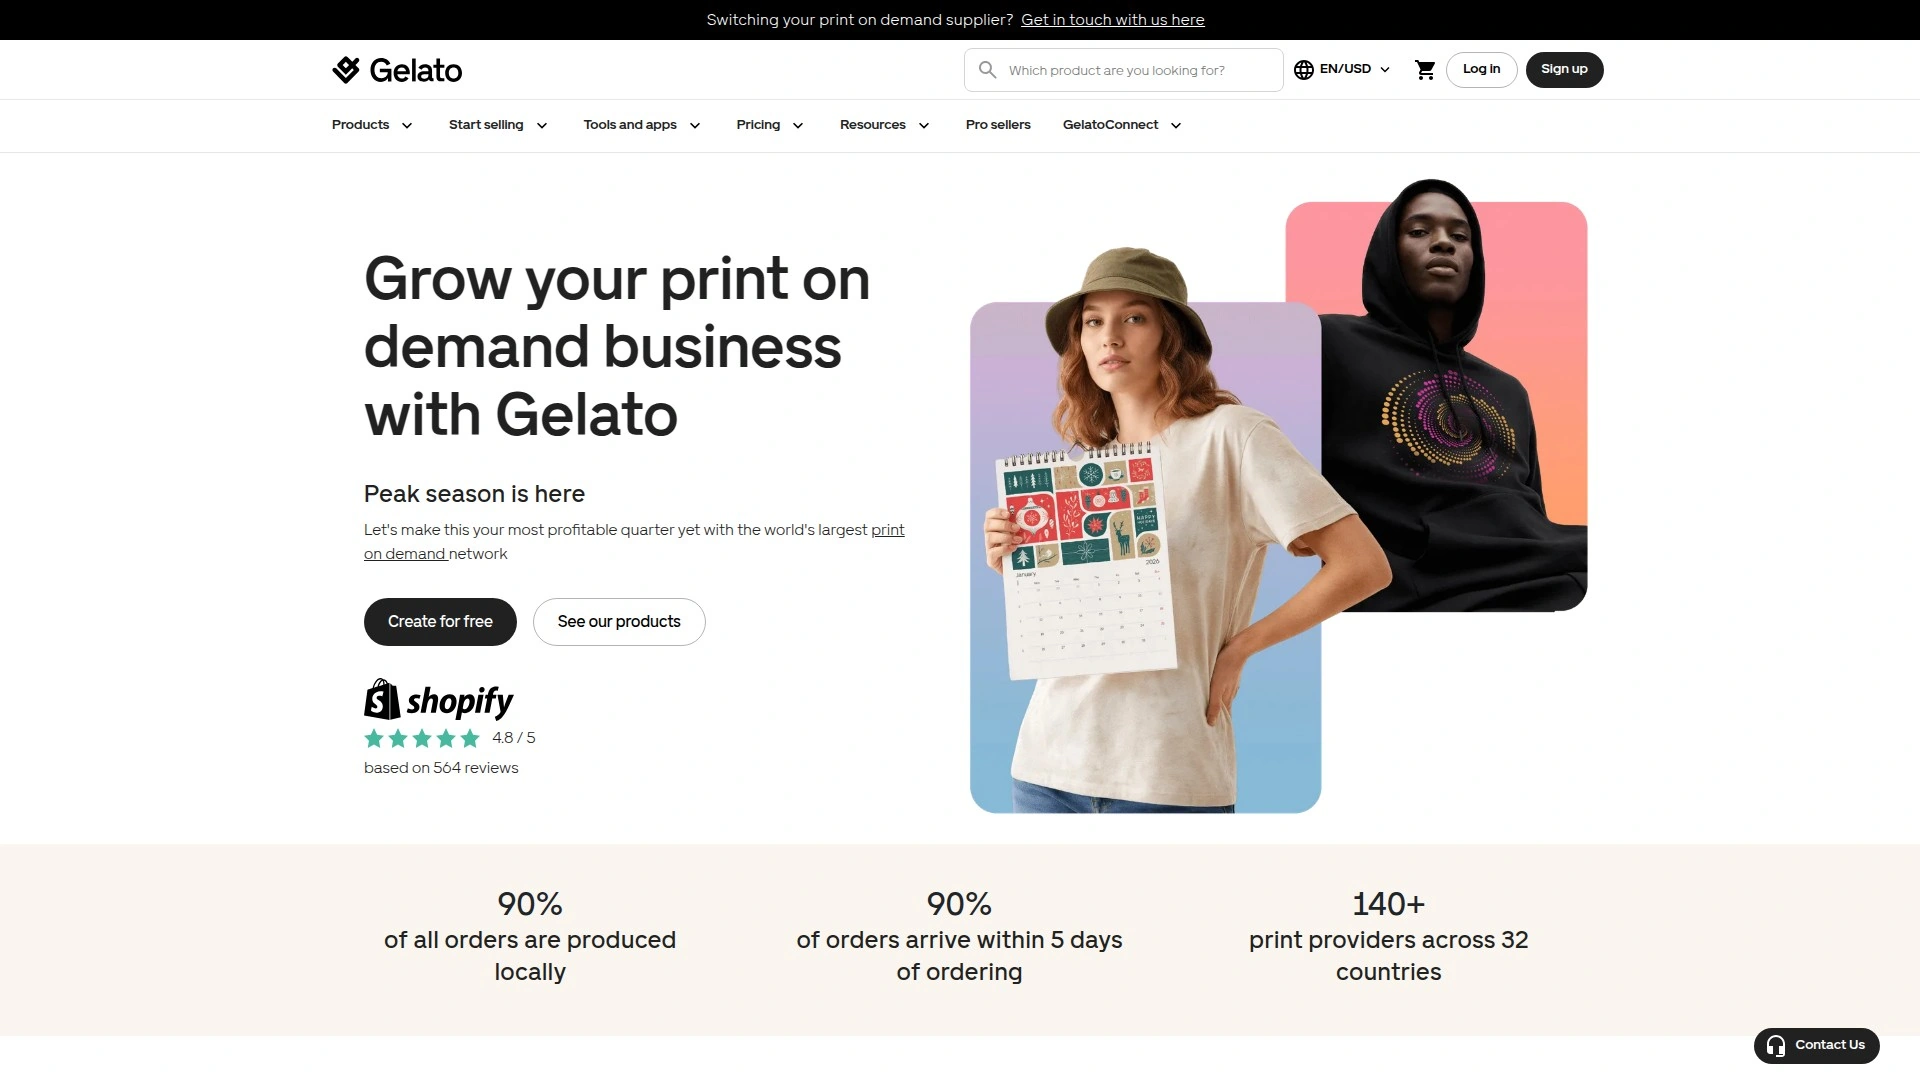 Switching your print on demand supplier? Get in touch with us here
Gelato
Which product are you looking for?
EN/USD
Log in
Sign up
Products
Start selling
Tools and apps
Pricing
Resources
Pro sellers
GelatoConnect
Grow your print on
demand business
with Gelato
Peak season is here
Let's make this your most profitable quarter yet with the world's largest print
on demand network
Create for free
See our products
shopify
4.8 / 5
based on 564 reviews
January
2026
90%
of all orders are produced
locally
90%
of orders arrive within 5 days
of ordering
140+
print providers across 32
countries
Contact Us